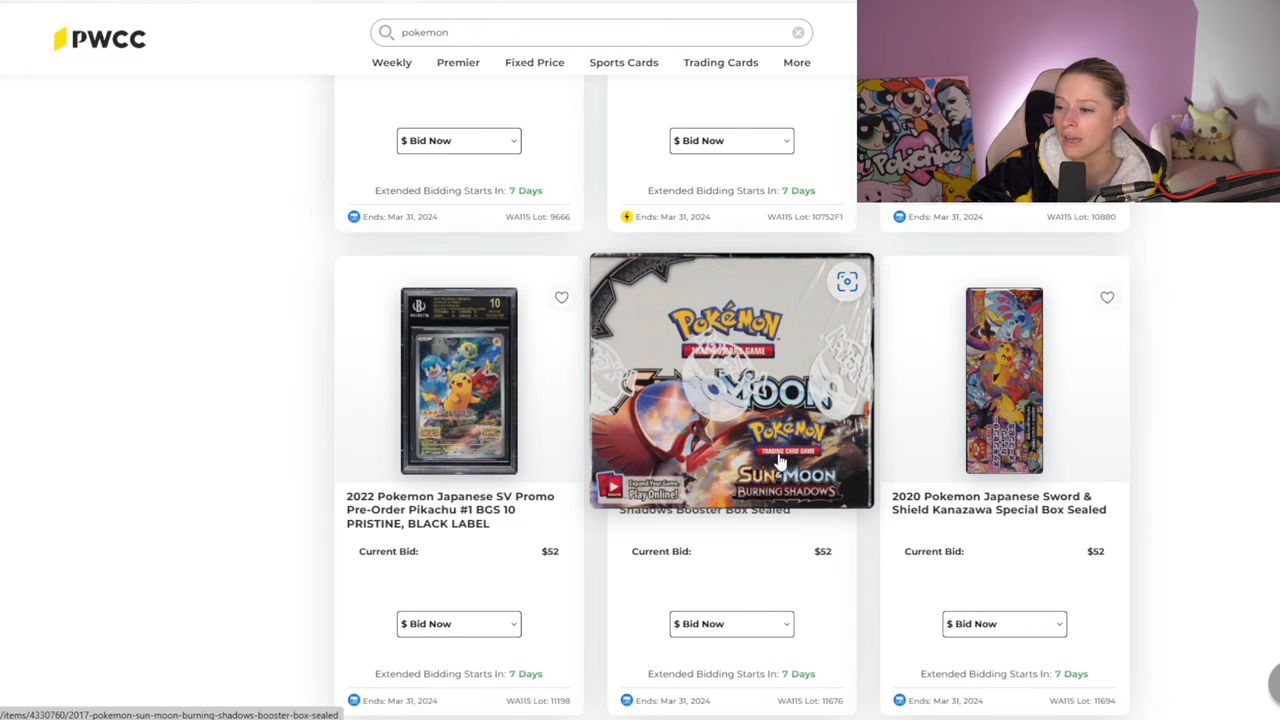 PWCC
pokemon
Weekly
Premier
Fixed Price
Sports Cards
Trading Cards
More
Pokichloe
$ Bid Now
$ Bid Now
Extended Bidding Starts In: 7 Days
Extended Bidding Starts In: 7 Days
Ends: Mar 31, 2024
WA115 Lot: 9666
Ends: Mar 31, 2024
WA115 Lot: 10752F1
Ends: Mar 31, 2024
WA115 Lot: 10880
10
POKÉMON
TRADING CARD GAME
MOON
POKÉMON
TRADING CARD GAME
SUN & MOON
BURNING SHADOWS
Expand Your Game.
Play Online!
2022 Pokemon Japanese SV Promo
Pre-Order Pikachu #1 BGS 10
PRISTINE, BLACK LABEL
Shadows Booster Box Sealed
2020 Pokemon Japanese Sword &
Shield Kanazawa Special Box Sealed
Current Bid:
$52
Current Bid:
$52
Current Bid:
$52
$ Bid Now
$ Bid Now
$ Bid Now
Extended Bidding Starts In: 7 Days
Extended Bidding Starts In: 7 Days
Extended Bidding Starts In: 7 Days
Ends: Mar 31, 2024
WA115 Lot: 11198
Ends: Mar 31, 2024
WA115 Lot: 11676
Ends: Mar 31, 2024
WA115 Lot: 11694
/items/4330760/2017-pokemon-sun-moon-burning-shadows-booster-box-sealed